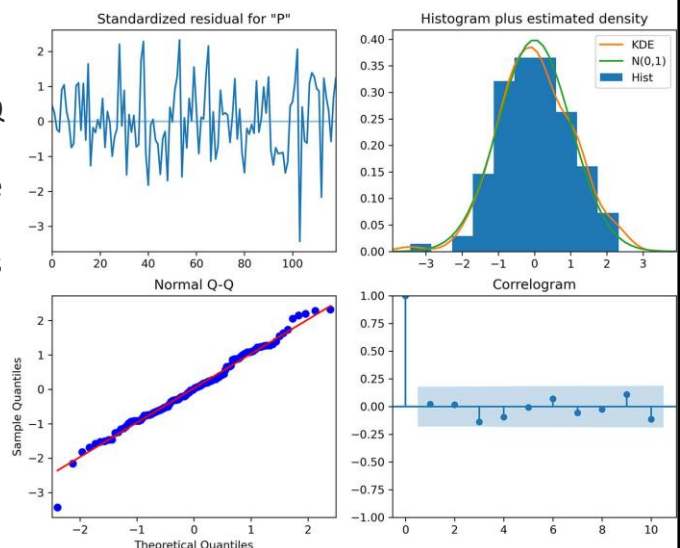 Standardized residual for "P"
2
1
0
−1
−2
−3
0 20 40 60 80 100
Histogram plus estimated density
KDE
N(0,1)
Hist
0.40
0.35
0.30
0.25
0.20
0.15
0.10
0.05
0.00
−3 −2 −1 0 1 2 3
Normal Q-Q
Sample Quantiles
2
1
0
−1
−2
−3
−2 −1 0 1 2
Theoretical Quantiles
Correlogram
1.00
0.75
0.50
0.25
0.00
−0.25
−0.50
−0.75
−1.00
0 2 4 6 8 10